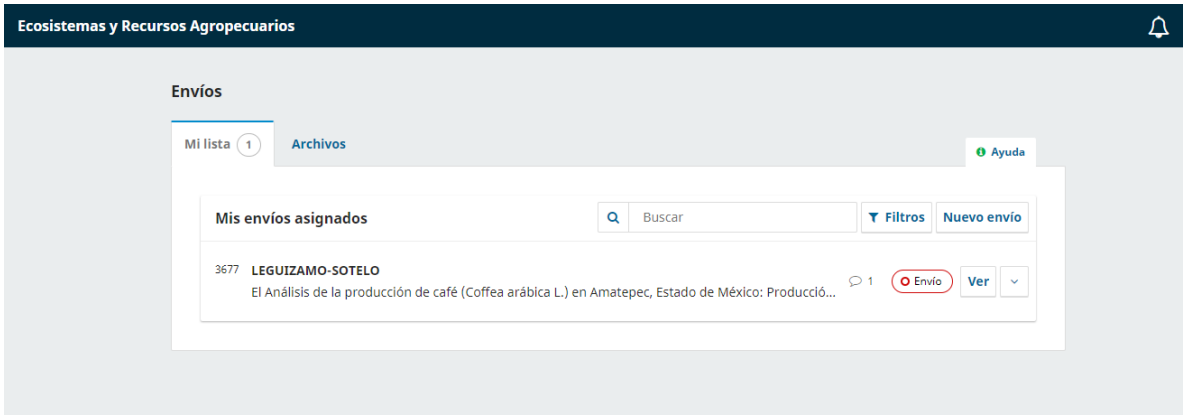 Ecosistemas y Recursos Agropecuarios
Envíos
Mi lista 1 Archivos
Ayuda
Mis envíos asignados Buscar Filtros Nuevo envío
3677 LEGUIZAMO-SOTELO
El Análisis de la producción de café (Coffea arábica L.) en Amatepec, Estado de México: Producció... 1 Envío Ver